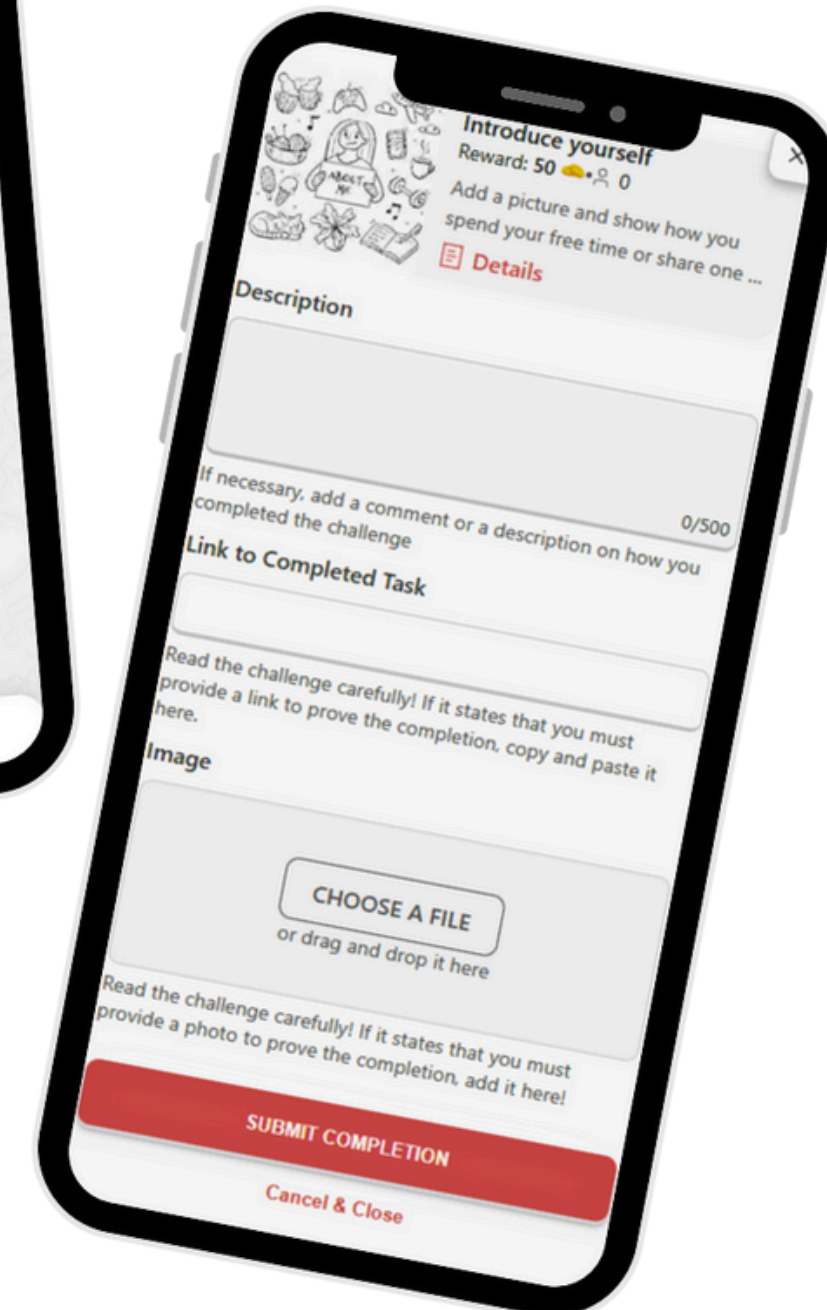 ABOUT
ME
Introduce yourself
Reward: 50 0
Add a picture and show how you
spend your free time or share one ...
Details
Description
0/500
If necessary, add a comment or a description on how you
completed the challenge
Link to Completed Task
Read the challenge carefully! If it states that you must
provide a link to prove the completion, copy and paste it
here.
Image
CHOOSE A FILE
or drag and drop it here
Read the challenge carefully! If it states that you must
provide a photo to prove the completion, add it here!
SUBMIT COMPLETION
Cancel & Close